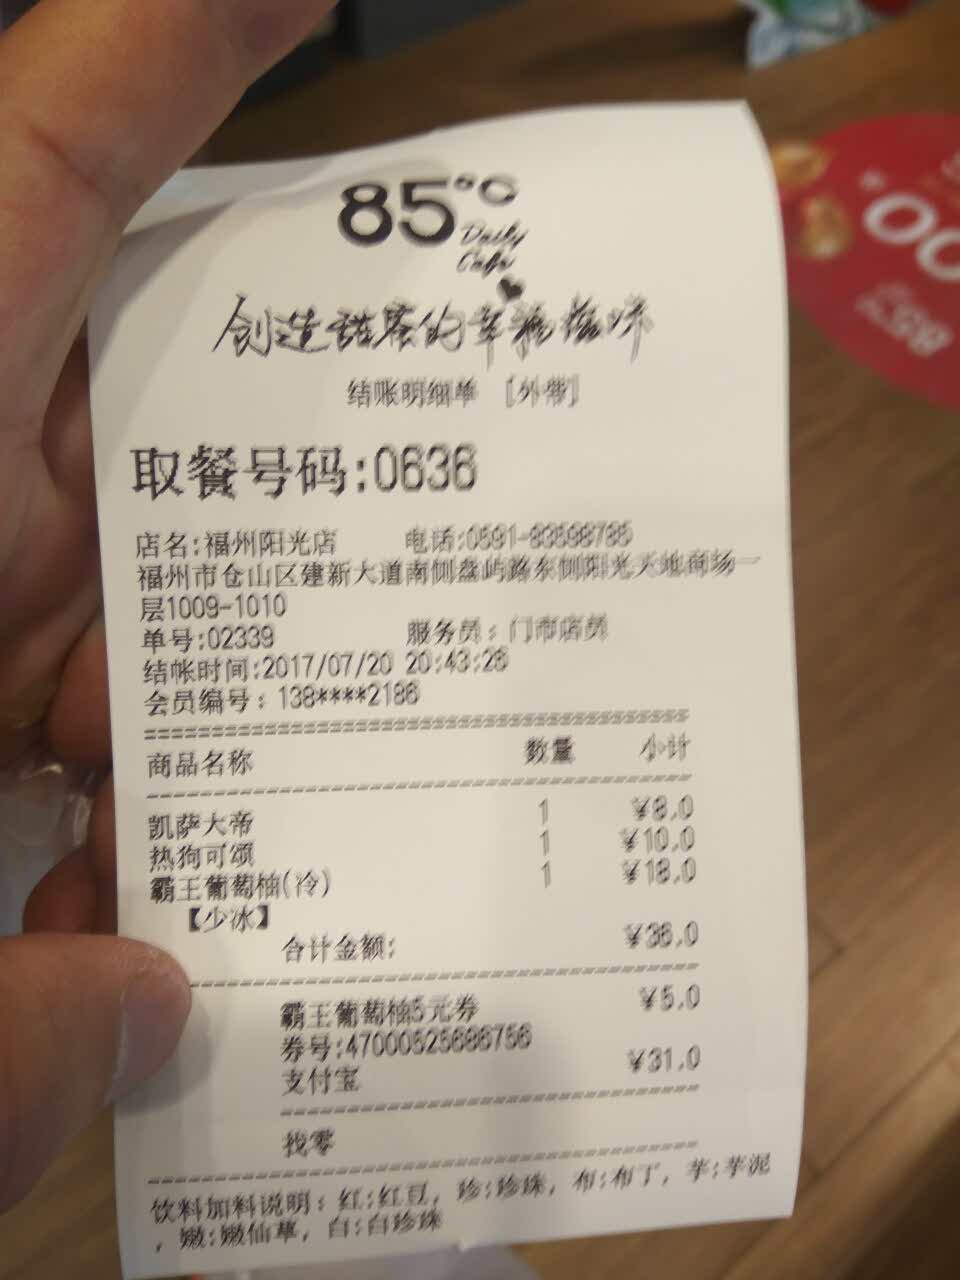 85°C
Daily
Cafe
创造甜蜜的幸福滋味
结账明细单 [外带]
取餐号码:0636
店名:福州阳光店 电话:0591-83598785
福州市仓山区建新大道南侧盘屿路东侧阳光天地商场一
层1009-1010
单号:02339 服务员:门市店员
结帐时间:2017/07/20 20:43:26
会员编号:138****2186
商品名称 数量 小计
凯萨大帝 1 ¥8.0
热狗可颂 1 ¥10.0
霸王葡萄柚(冷) 1 ¥18.0
【少冰】
合计金额: ¥36.0
霸王葡萄柚5元券 ¥5.0
券号:47000525686756
支付宝 ¥31.0
找零
饮料加料说明:红:红豆,珍:珍珠,布:布丁,芋:芋泥
,嫩:嫩仙草,白:白珍珠